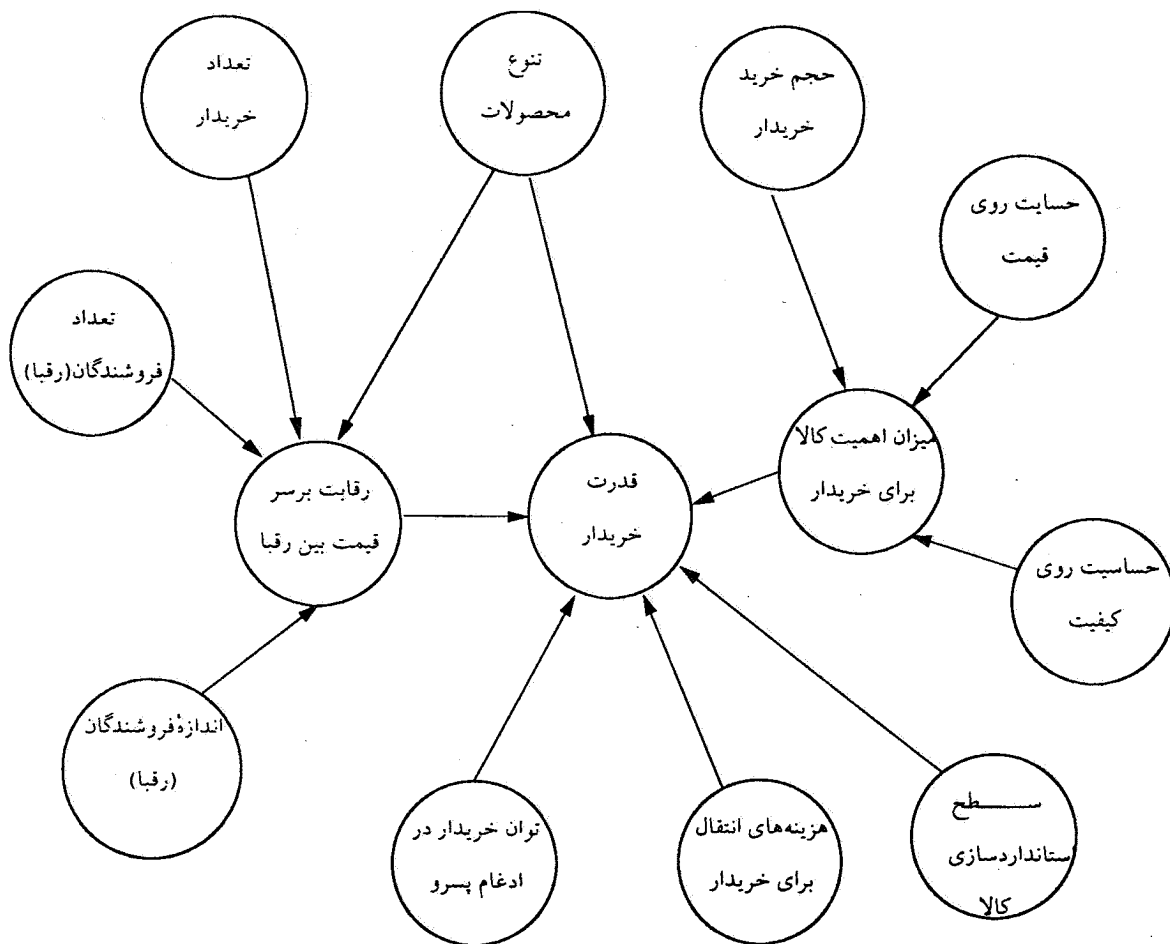 تعداد
خریدار
تنوع
محصولات
حجم خرید
خریدار
حسایت روی
قیمت
تعداد
فروشندگان(رقبا)
رقابت برسر
قیمت بین رقبا
قدرت
خریدار
میزان اهمیت کالا
برای خریدار
حساسیت روی
کیفیت
اندازهٔ فروشندگان
(رقبا)
توان خریدار در
ادغام پسرو
هزینه‌های انتقال
برای خریدار
سطح
ستانداردسازی
کالا